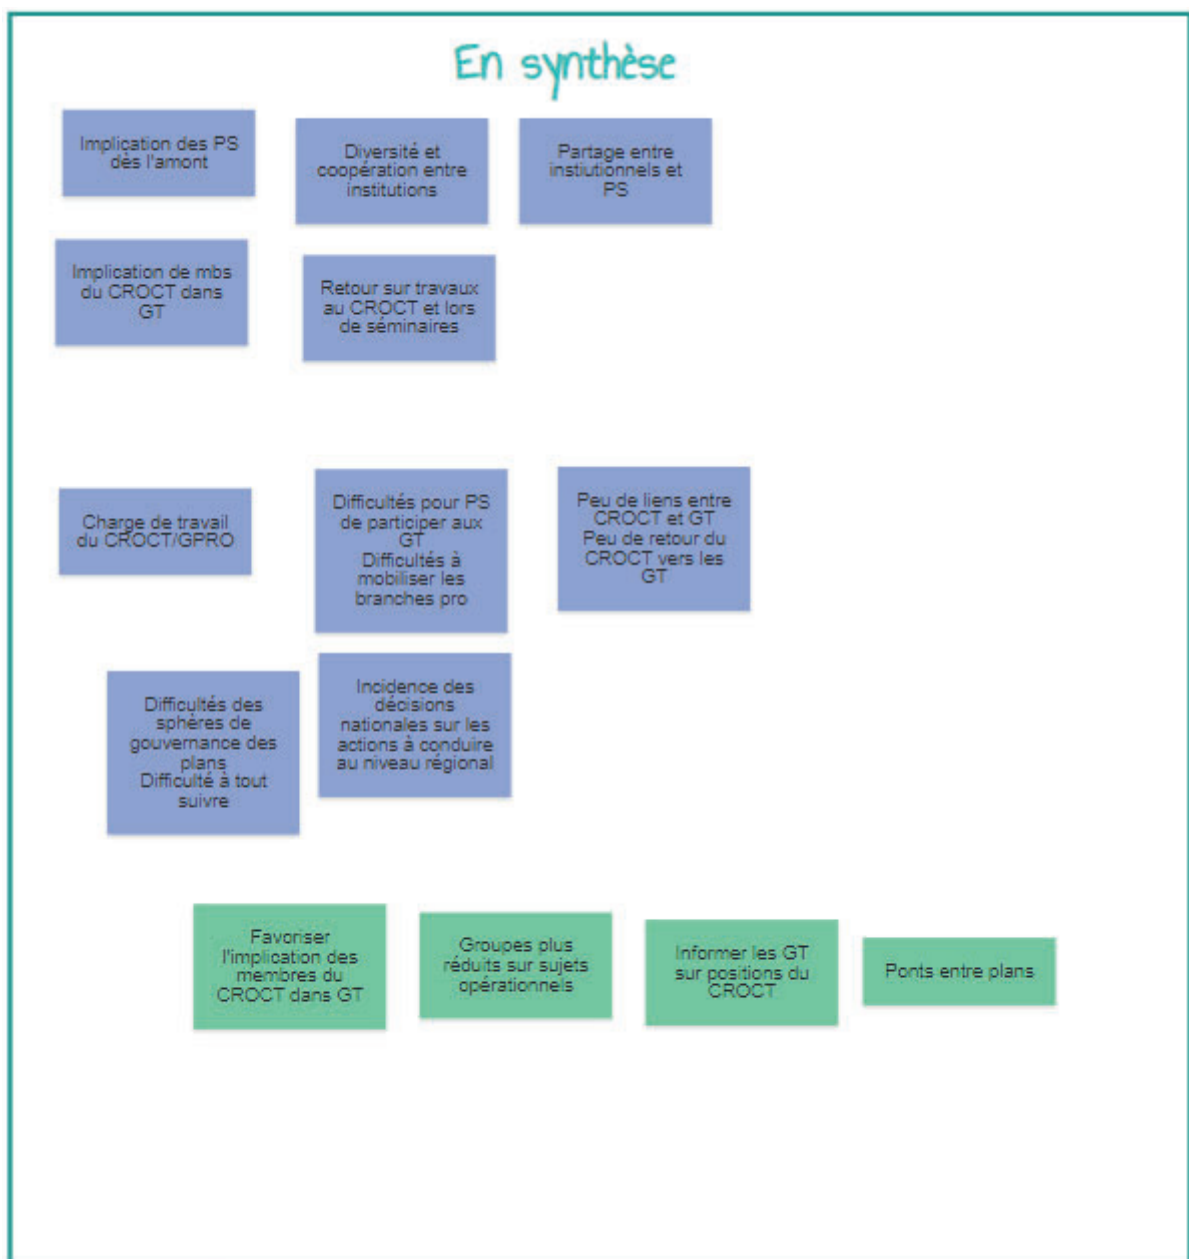 En synthèse
Implication des PS
dès l'amont
Diversité et
coopération entre
institutions
Partage entre
instiutionnels et
PS
Implication de mbs
du CROCT dans
GT
Retour sur travaux
au CROCT et lors
de séminaires
Charge de travail
du CROCT/GPRO
Difficultés pour PS
de participer aux
GT
Difficultés à
mobiliser les
branches pro
Peu de liens entre
CROCT et GT
Peu de retour du
CROCT vers les
GT
Difficultés des
sphères de
gouvernance des
plans
Difficulté à tout
suivre
Incidence des
décisions
nationales sur les
actions à conduire
au niveau régional
Favoriser
l'implication des
membres du
CROCT dans GT
Groupes plus
réduits sur sujets
opérationnels
Informer les GT
sur positions du
CROCT
Ponts entre plans